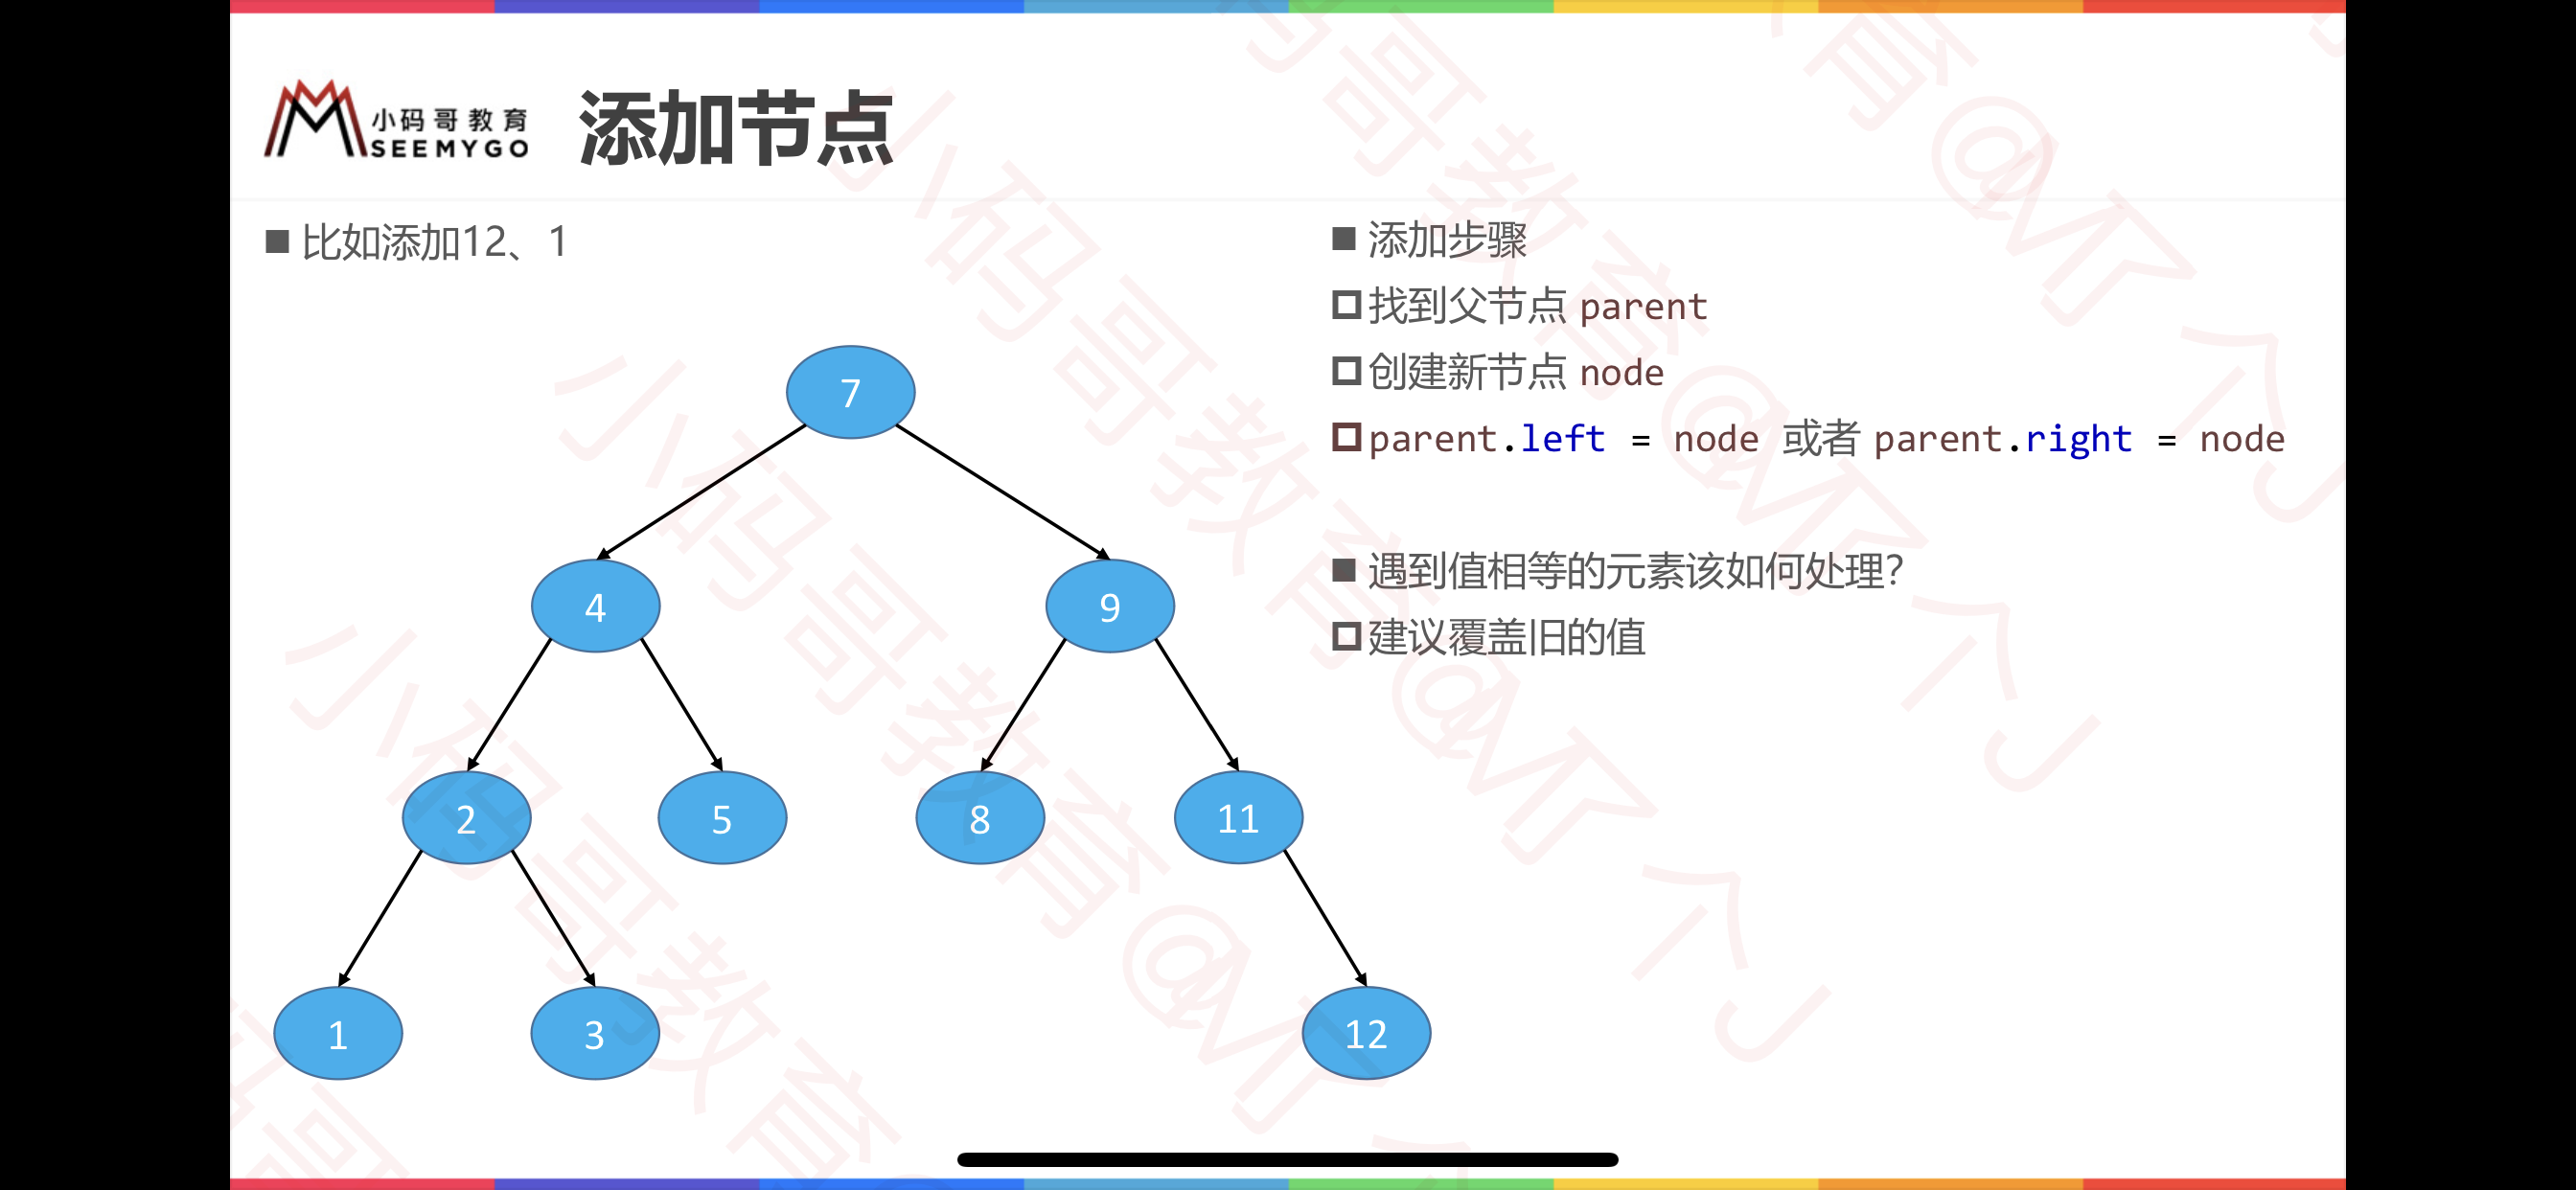 小码哥教育
SEEMYGO
添加节点
比如添加12、1
添加步骤
找到父节点 parent
创建新节点 node
parent.left = node 或者 parent.right = node
遇到值相等的元素该如何处理？
建议覆盖旧的值
7
4
9
2
5
8
11
1
3
12
小码哥教育@M了个J